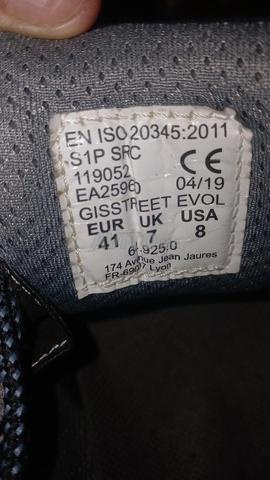 EN ISO 20345:2011
S1P SRC
119052 CE
EA2596 04/19
GISSTREET EVOL
EUR UK USA
41 7 8
174 Avenue Jean Jaures
Lyon